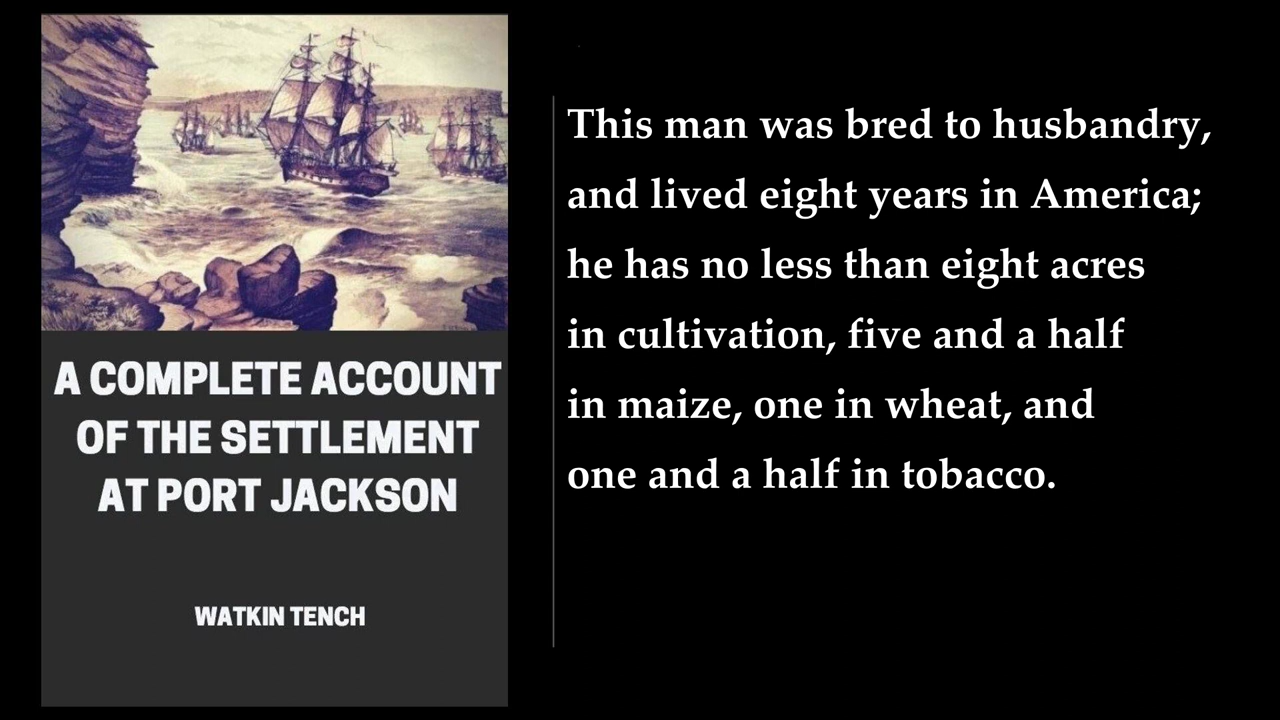 A COMPLETE ACCOUNT
OF THE SETTLEMENT
AT PORT JACKSON
WATKIN TENCH
This man was bred to husbandry,
and lived eight years in America;
he has no less than eight acres
in cultivation, five and a half
in maize, one in wheat, and
one and a half in tobacco.